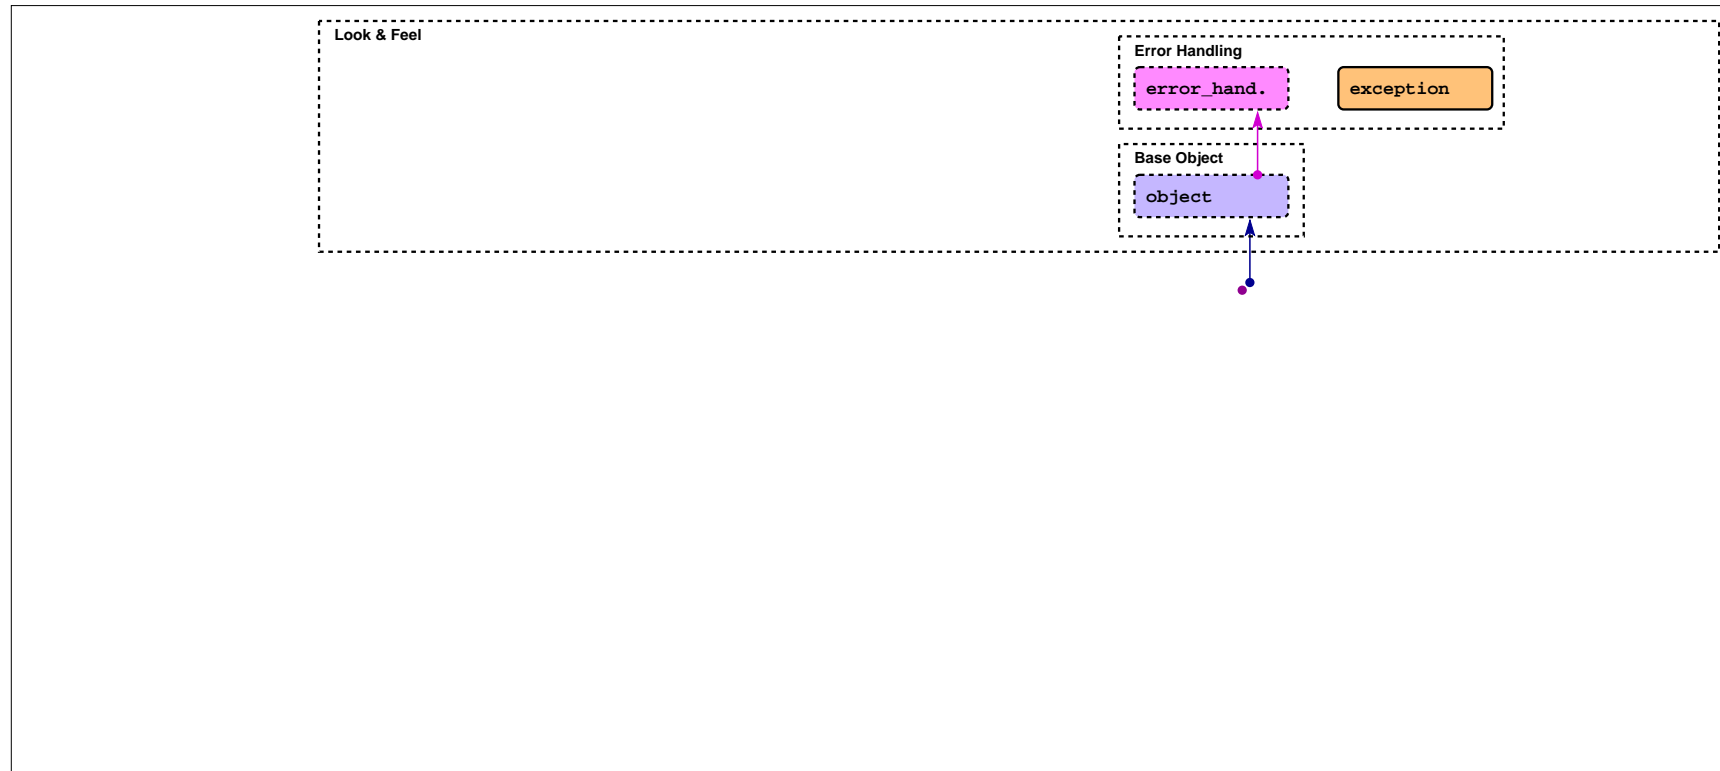 Look & Feel
Error Handling
error_hand.
exception
Base Object
object